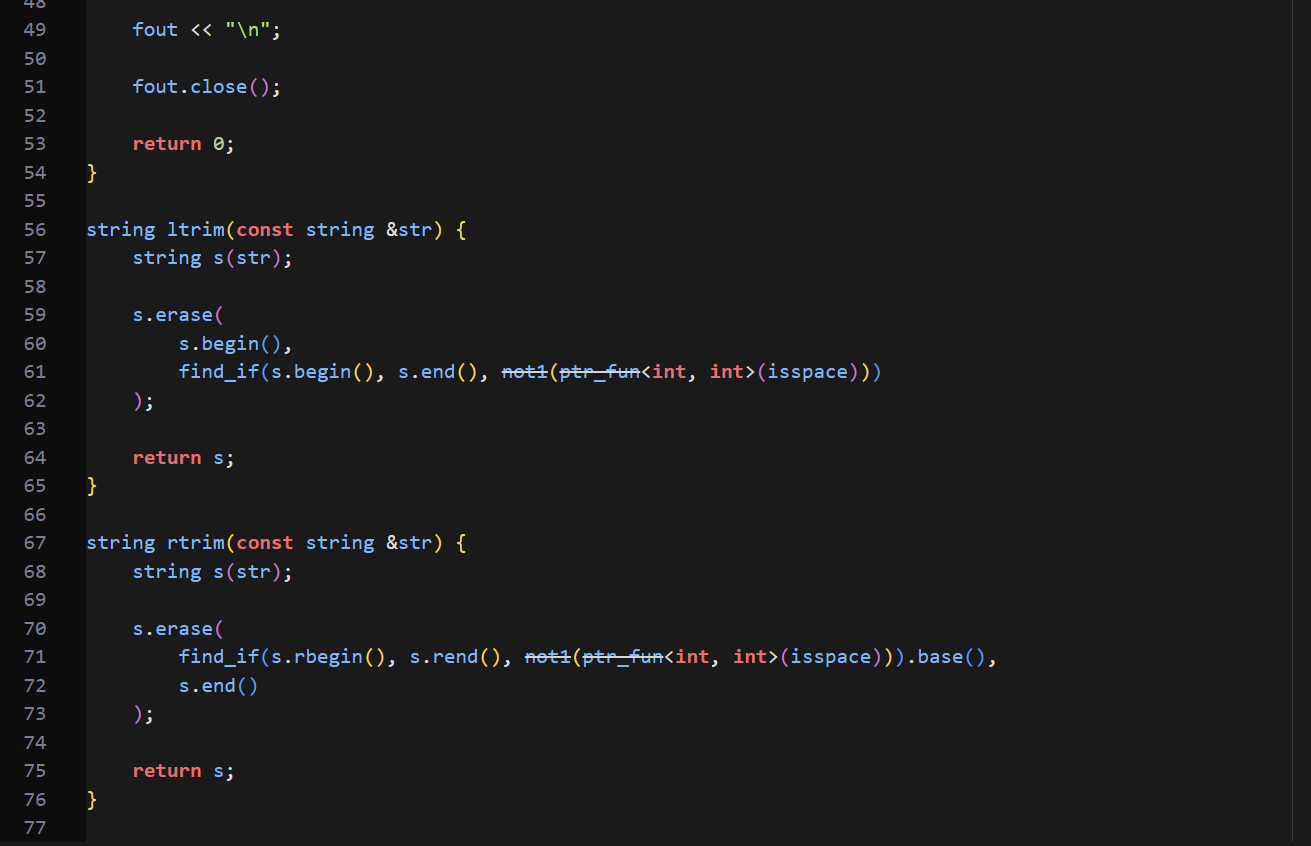 48
49 fout << "\n";
50
51 fout.close();
52
53 return 0;
54 }
55
56 string ltrim(const string &str) {
57 string s(str);
58
59 s.erase(
60 s.begin(),
61 find_if(s.begin(), s.end(), not1(ptr_fun<int, int>(isspace)))
62 );
63
64 return s;
65 }
66
67 string rtrim(const string &str) {
68 string s(str);
69
70 s.erase(
71 find_if(s.rbegin(), s.rend(), not1(ptr_fun<int, int>(isspace))).base(),
72 s.end()
73 );
74
75 return s;
76 }
77